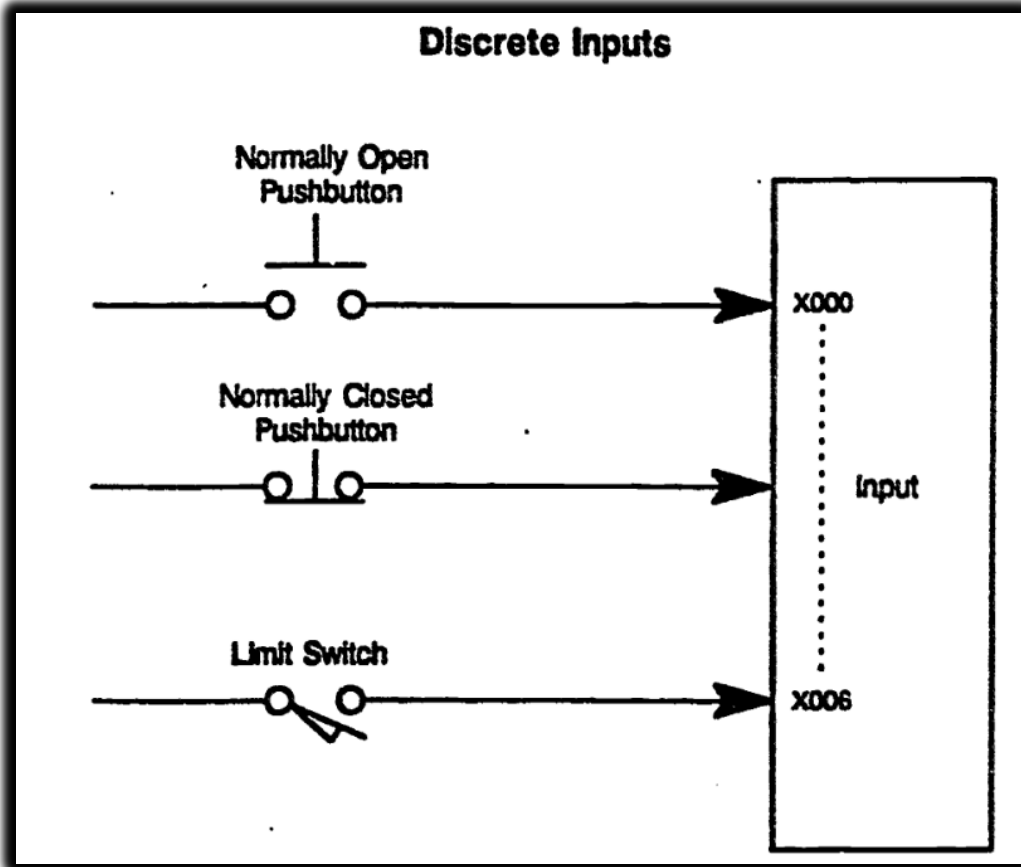 Discrete Inputs
Normally Open
Pushbutton
X000
Normally Closed
Pushbutton
Input
Limit Switch
X006